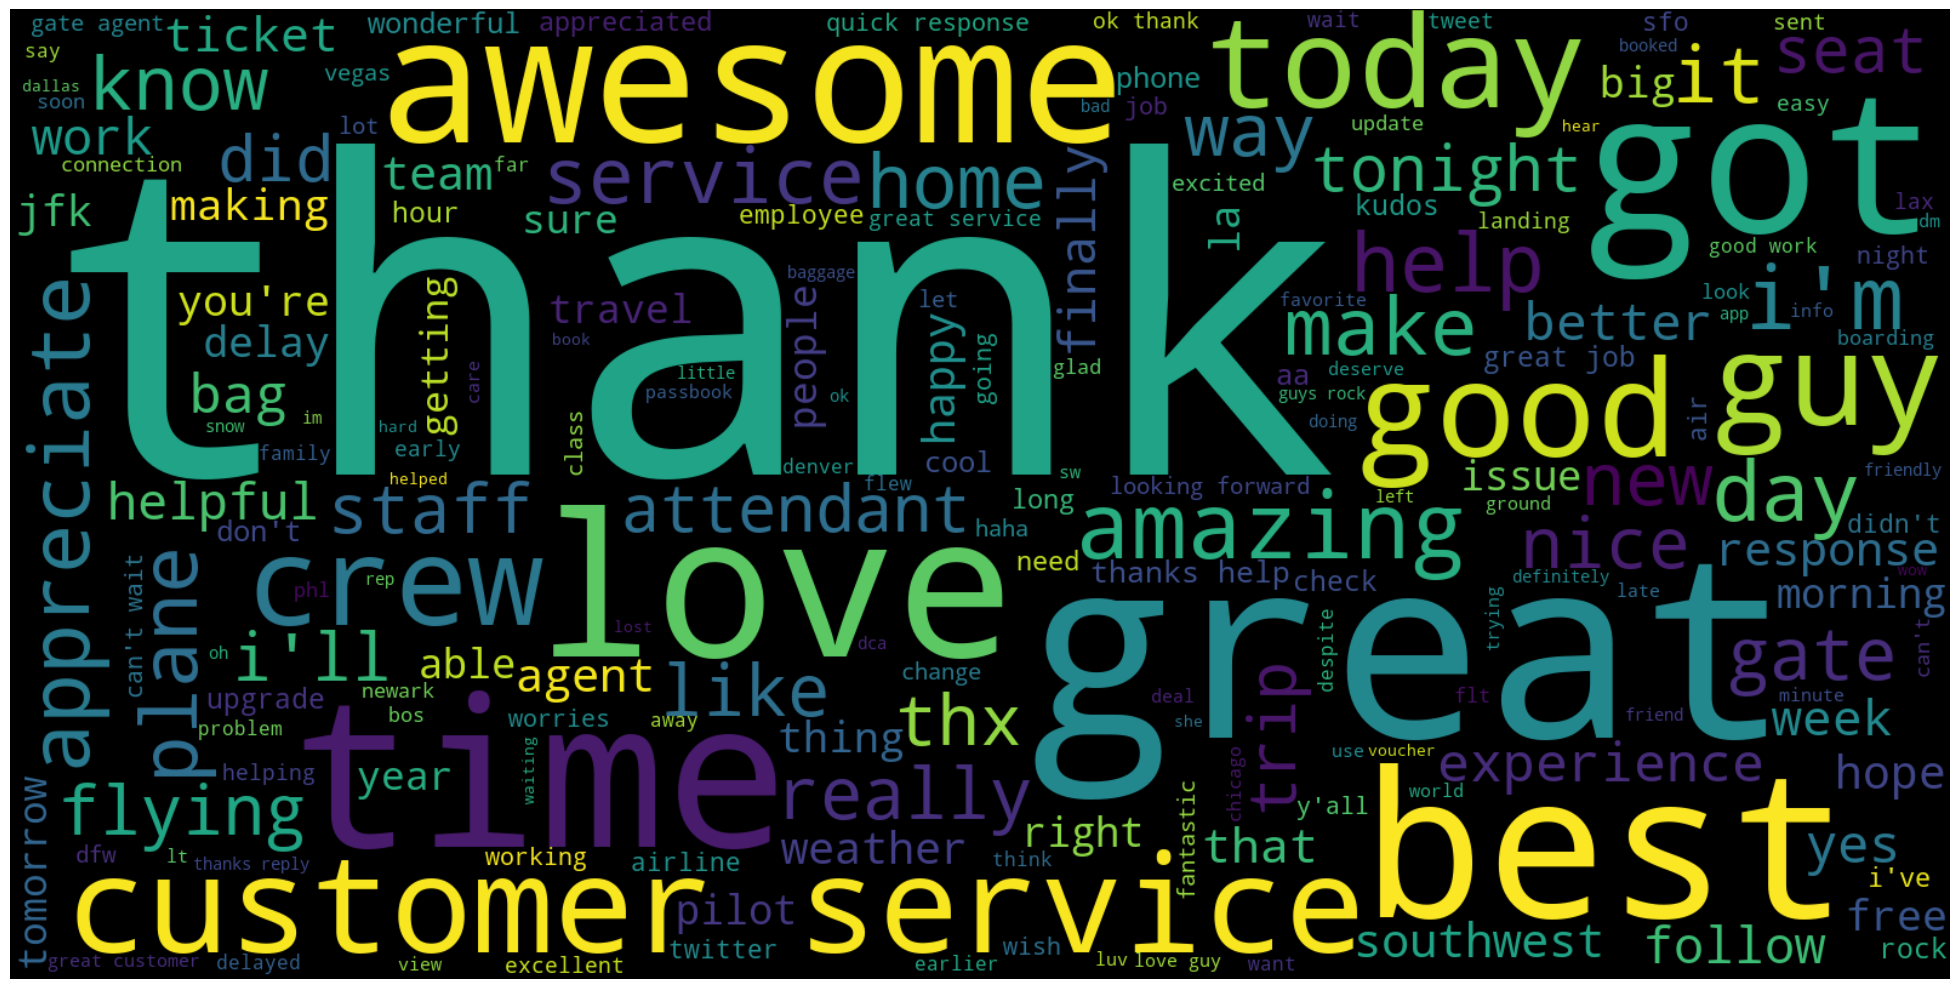 gate agent
wonderful
appreciated
quick response
ok thank
wait
tweet
sfo
sent
say
ticket
awesome
today
booked
seat
know
vegas
phone
big
it
dallas
soon
bad
job
easy
work
lot
way
update
hear
got
connection
did
team
far
service
home
finally
tonight
jfk
making
hour
sure
employee
great service
excited
la
kudos
landing
lax
dm
thank
help
good work
night
appreciate
you're
getting
travel
baggage
people
let
happy
going
favorite
make
better
look
app
i'm
info
boarding
delay
book
care
little
passbook
ok
glad
aa
deserve
guys rock
great job
guy
bag
im
snow
hard
early
class
good
doing
air
family
helped
denver
cool
flew
sw
looking forward
left
issue
ground
new
day
friendly
helpful
staff
attendant
haha
long
amazing
nice
didn't
don't
response
plane
can't wait
crew
phl
rep
love
need
thanks help
check
definitely
late
wow
morning
trying
great
oh
i'll
able
agent
lost
dca
like
change
despite
gate
can't
upgrade
newark
bos
worries
away
thing
thx
deal
she
trip
flt
friend
minute
week
problem
time
waiting
use
voucher
tomorrow
helping
year
really
chicago
experience
hope
flying
fantastic
y'all
world
best
dfw
lt
thanks reply
working
airline
weather
think
right
that
yes
customer service
pilot
i've
twitter
wish
southwest
follow
free
rock
great customer
delayed
view
excellent
earlier
luv
love guy
want